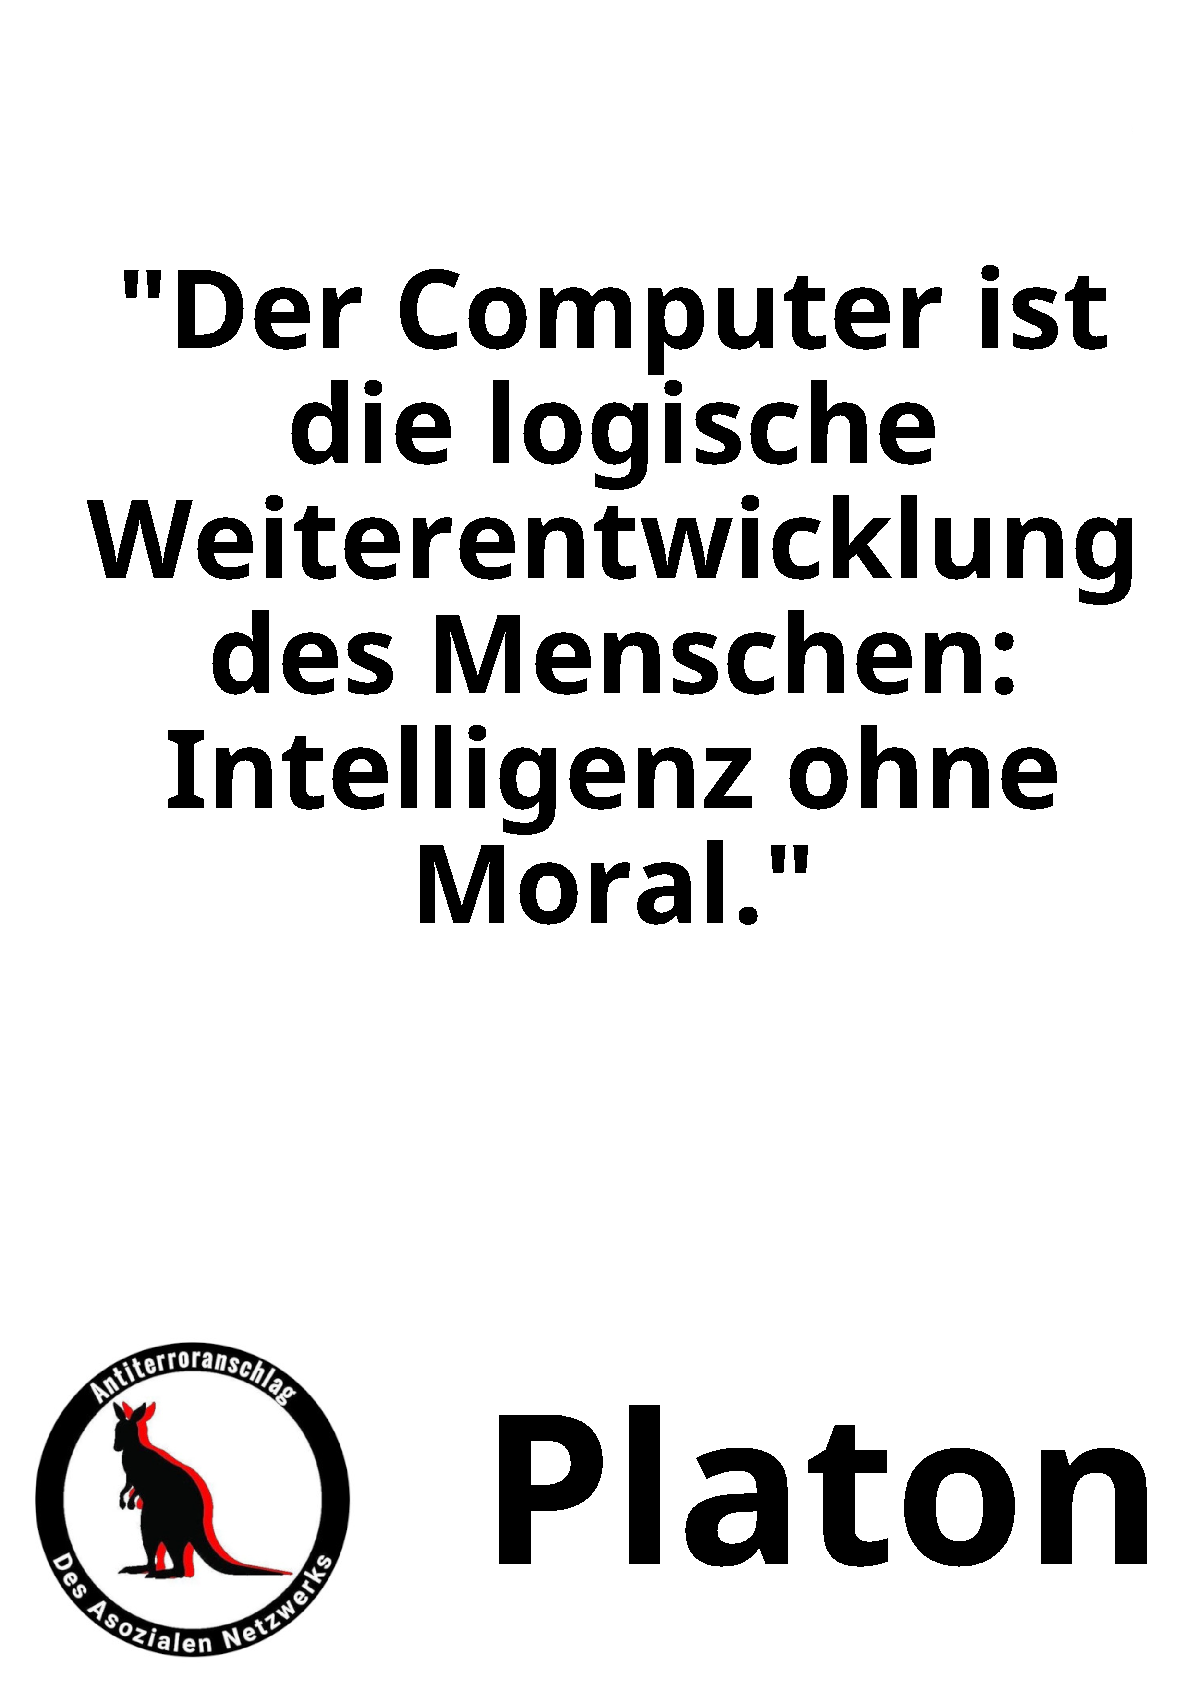 "Der Computer ist
die logische
Weiterentwicklung
des Menschen:
Intelligenz ohne
Moral."
Antiterroranschlag
Des Asozialen Netzwerks
Platon